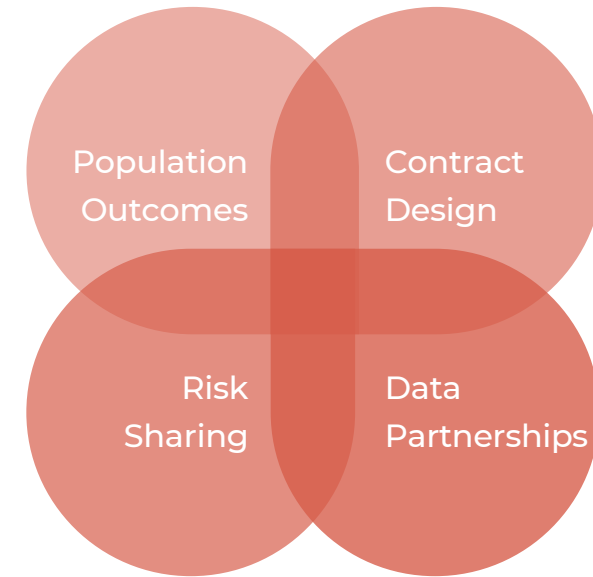 Population
Outcomes
Contract
Design
Risk
Sharing
Data
Partnerships